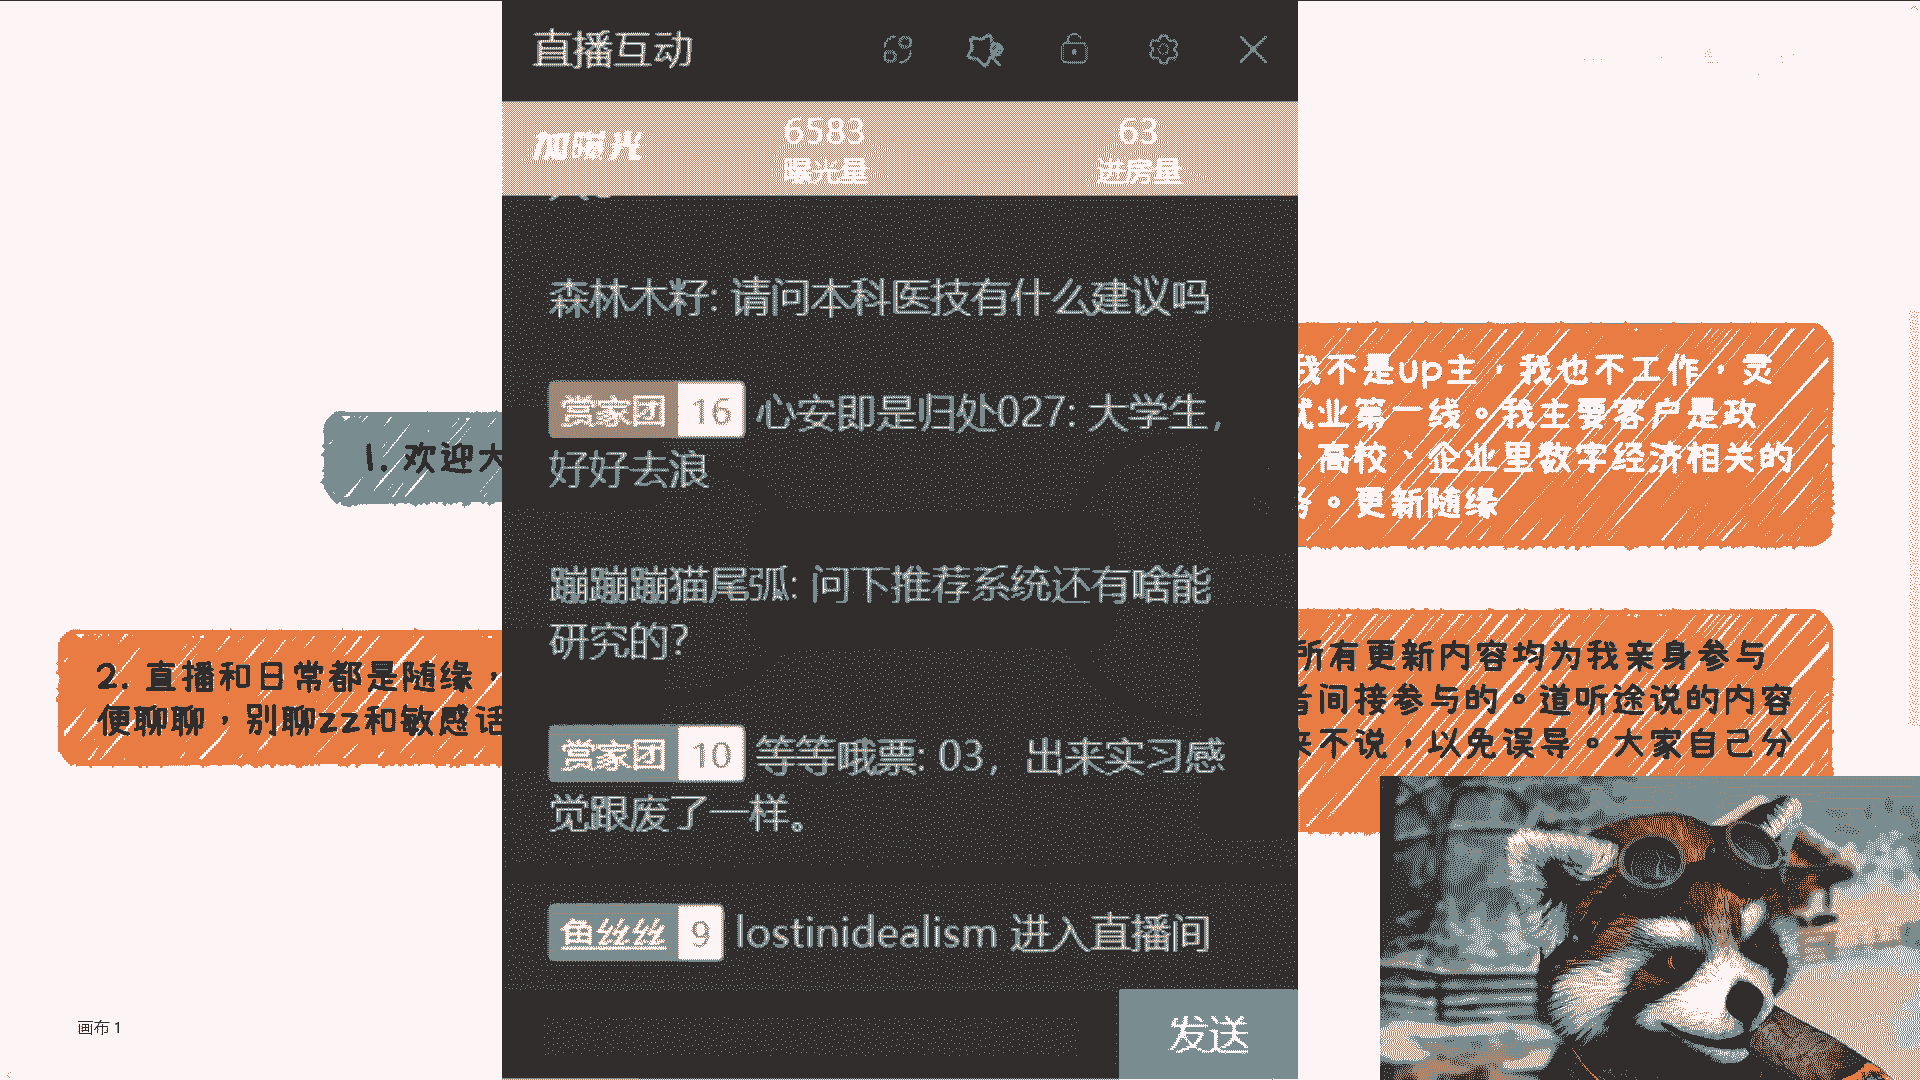 直播互动
加曝光
6583
曝光量
63
进房量
森林木籽: 请问本科医技有什么建议吗
赏家团 16 心安即是归处027: 大学生,
好好去浪
蹦蹦蹦猫尾弧: 问下推荐系统还有啥能
研究的?
赏家团 10 等等哦票: 03，出来实习感
觉跟废了一样。
鱼丝丝 9 lostinidealism 进入直播间
发送
1. 欢迎大
2. 直播和日常都是随缘，
便聊聊，别聊zz和敏感话
我不是up主，我也不工作，灵
就业第一线。我主要客户是政
、高校、企业里数字经济相关的
务。更新随缘
所有更新内容均为我亲身参与
者间接参与的。道听途说的内容
来不说，以免误导。大家自己分
画布 1